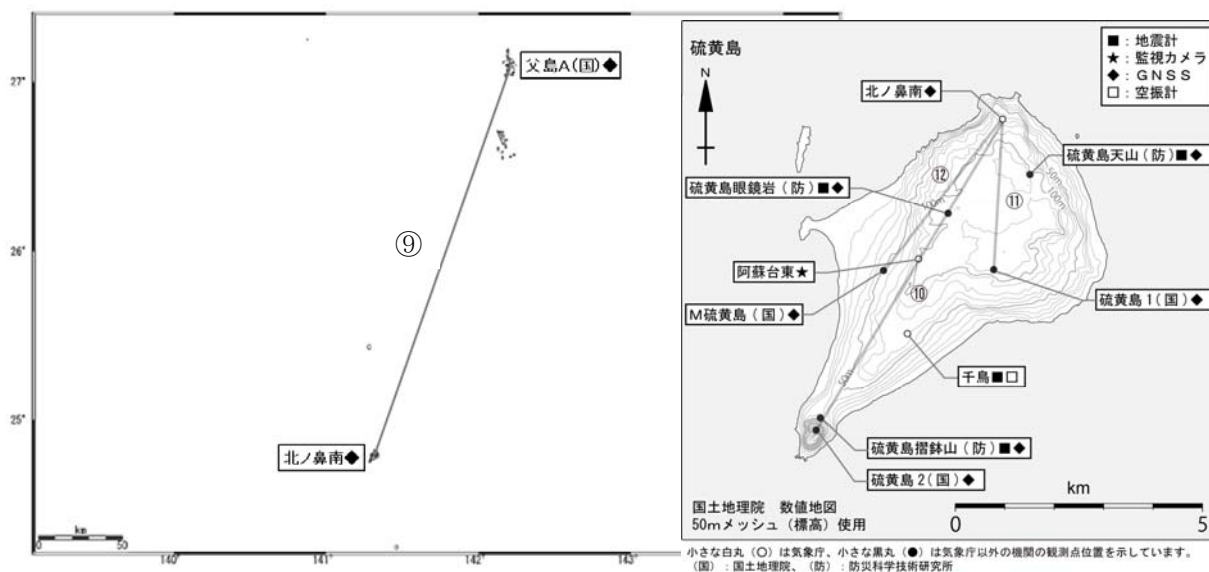 父島A(国)◆
27°
26°
25°
⑨
北ノ鼻南◆
km
0
50
140°
141°
142°
143°
硫黄島
N
■：地震計
★：監視カメラ
◆：GNSS
□：空振計
北ノ鼻南◆
硫黄島天山(防)■◆
50m
100m
⑫
硫黄島眼鏡岩(防)■◆
100m
⑪
阿蘇台東★
⑩
M硫黄島(国)◆
硫黄島1(国)◆
千鳥■□
50m
硫黄島摺鉢山(防)■◆
硫黄島2(国)◆
km
0
5
国土地理院　数値地図
50mメッシュ（標高）使用
小さな白丸（○）は気象庁、小さな黒丸（●）は気象庁以外の機関の観測点位置を示しています。
（国）：国土地理院、（防）：防災科学技術研究所